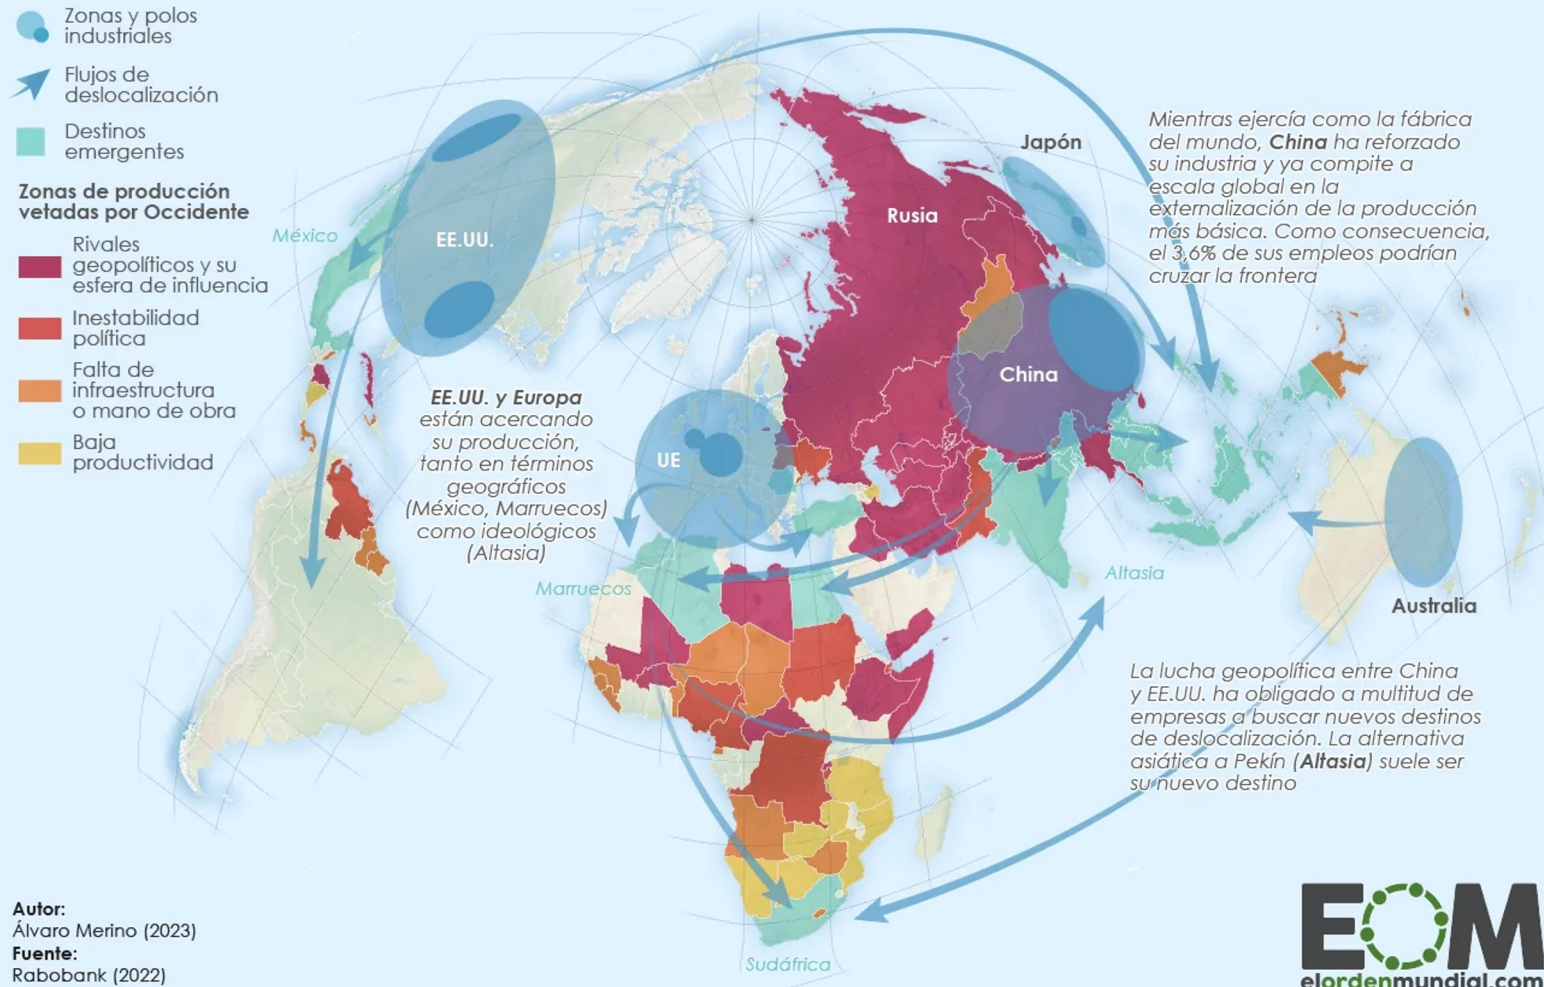 Zonas y polos
industriales
Flujos de
deslocalización
Destinos
emergentes
Zonas de producción
vetadas por Occidente
Rivales
geopolíticos y su
esfera de influencia
Inestabilidad
política
Falta de
infraestructura
o mano de obra
Baja
productividad
México
EE.UU.
Rusia
Japón
Mientras ejercía como la fábrica
del mundo, China ha reforzado
su industria y ya compite a
escala global en la
externalización de la producción
más básica. Como consecuencia,
el 3,6% de sus empleos podrían
cruzar la frontera
China
EE.UU. y Europa
están acercando
su producción,
tanto en términos
geográficos
(México, Marruecos)
como ideológicos
(Altasia)
UE
Marruecos
Altasia
Australia
La lucha geopolítica entre China
y EE.UU. ha obligado a multitud de
empresas a buscar nuevos destinos
de deslocalización. La alternativa
asiática a Pekín (Altasia) suele ser
su nuevo destino
Sudáfrica
Autor:
Álvaro Merino (2023)
Fuente:
Rabobank (2022)
EOM
elordenmundial.com